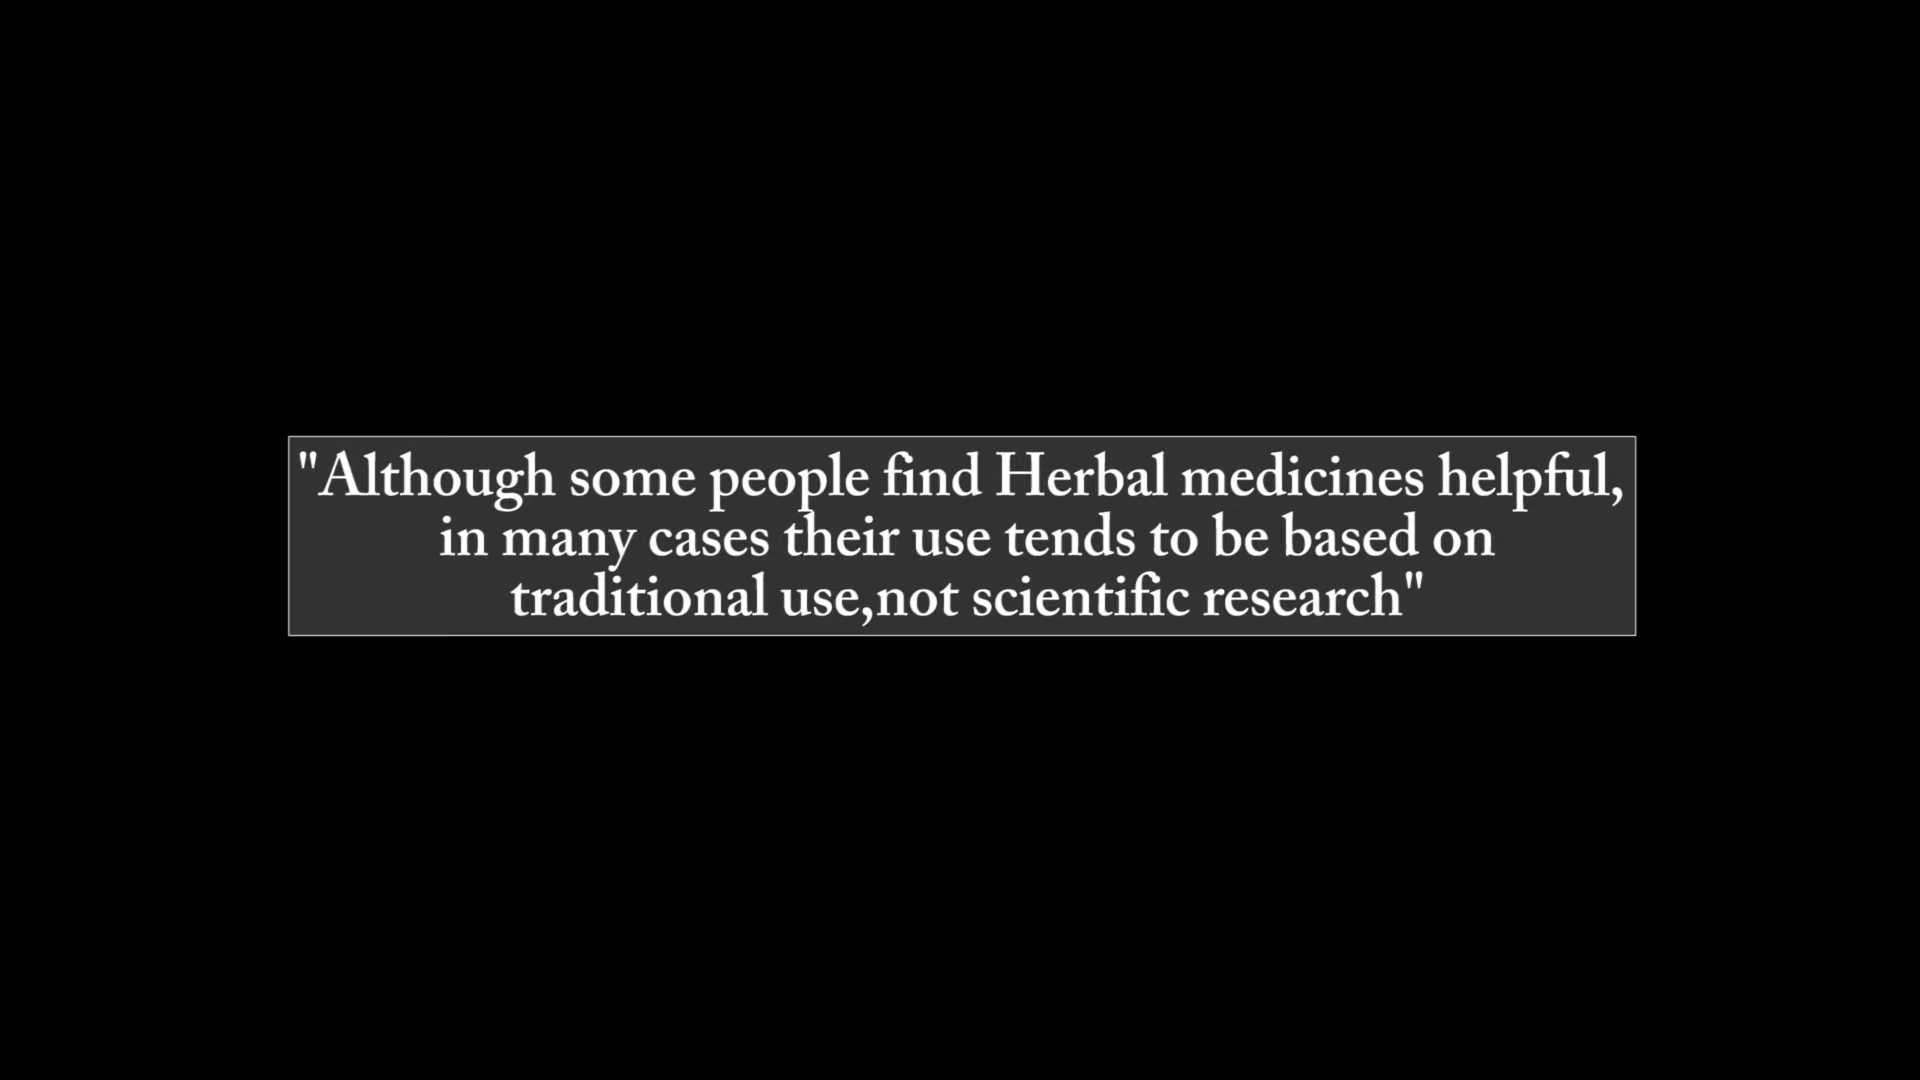 "Although some people find Herbal medicines helpful,
in many cases their use tends to be based on
traditional use,not scientific research"